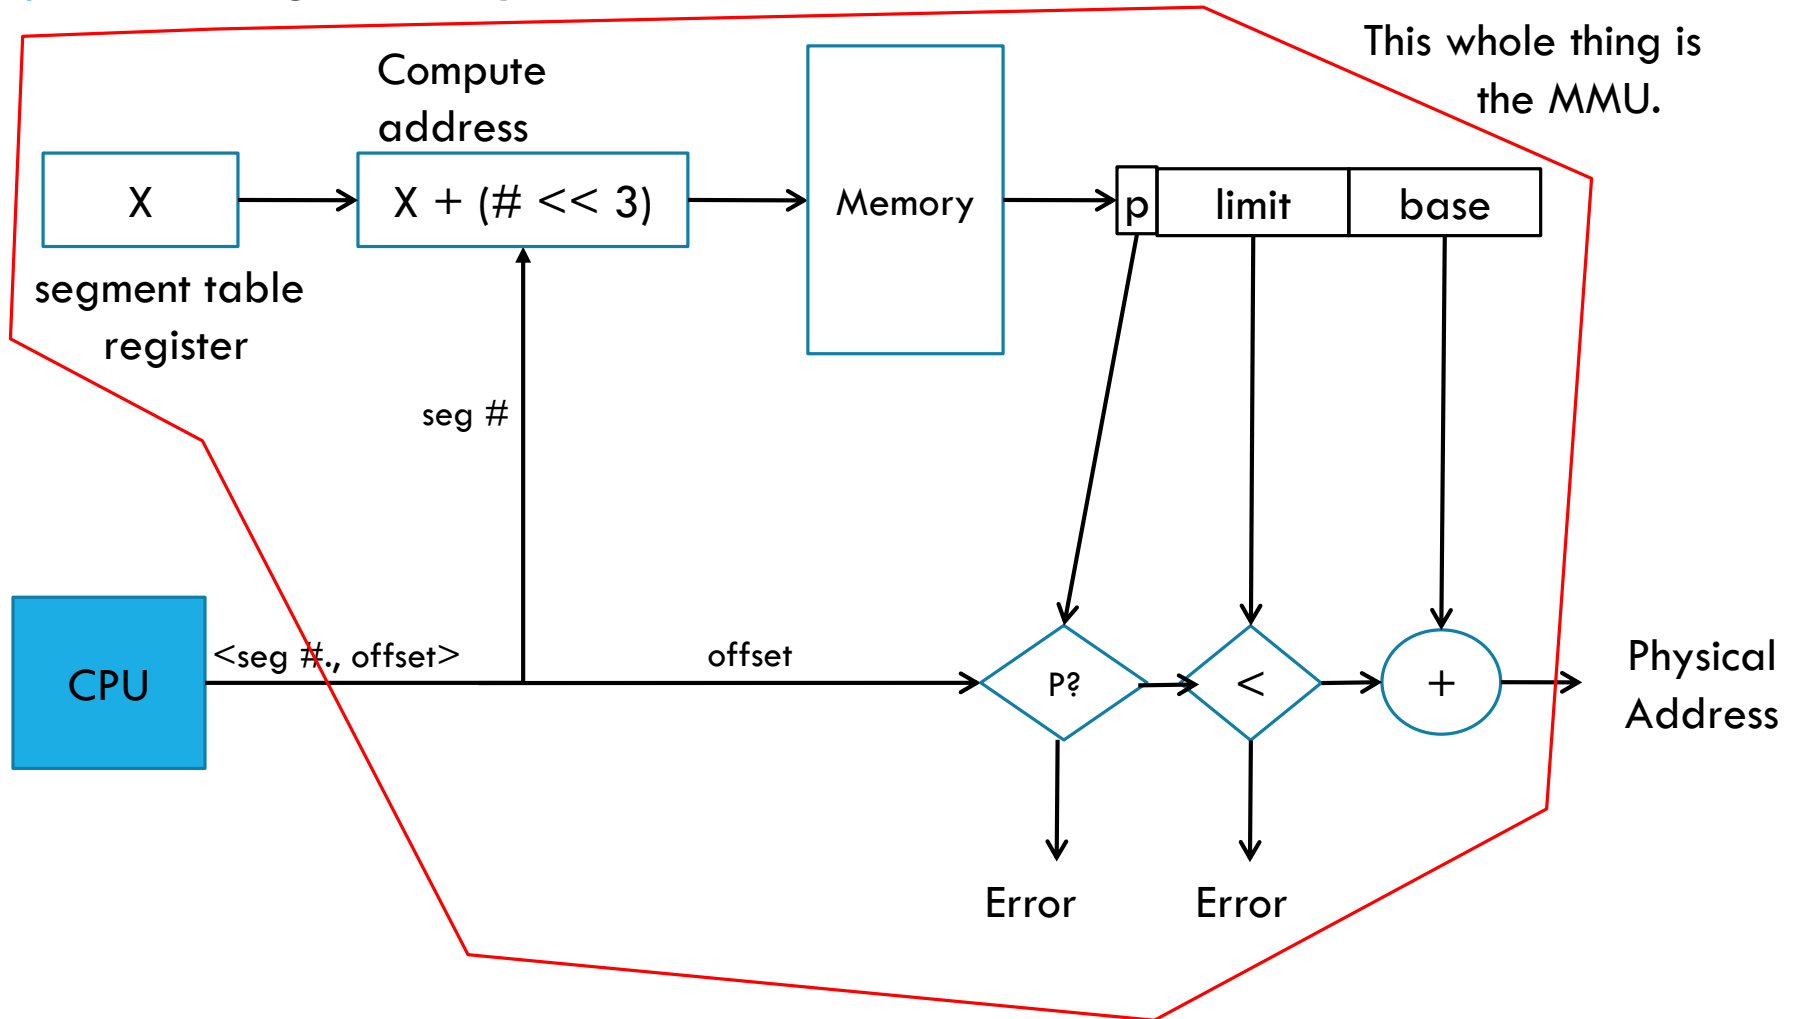 This whole thing is
the MMU.
Compute
address
X
X + (# << 3)
Memory
p
limit
base
segment table
register
seg #
CPU
<seg #., offset>
offset
P?
<
+
Physical
Address
Error
Error